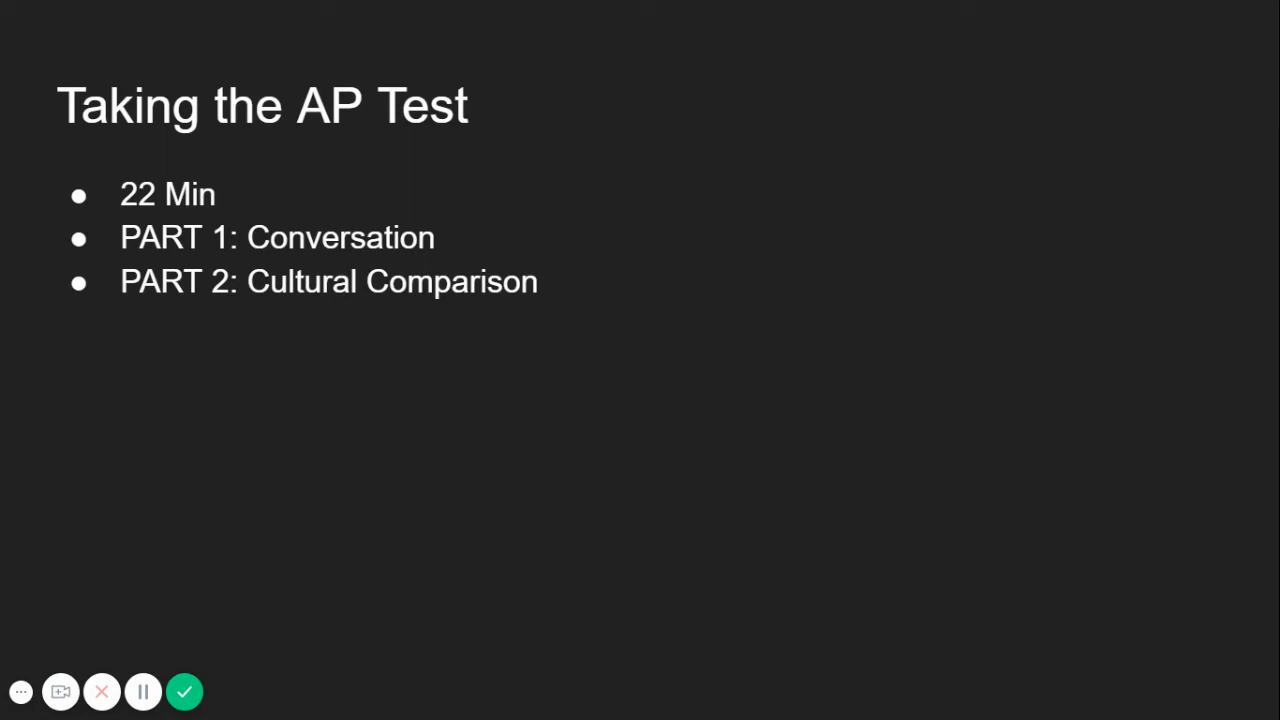 Taking the AP Test
● 22 Min
● PART 1: Conversation
● PART 2: Cultural Comparison